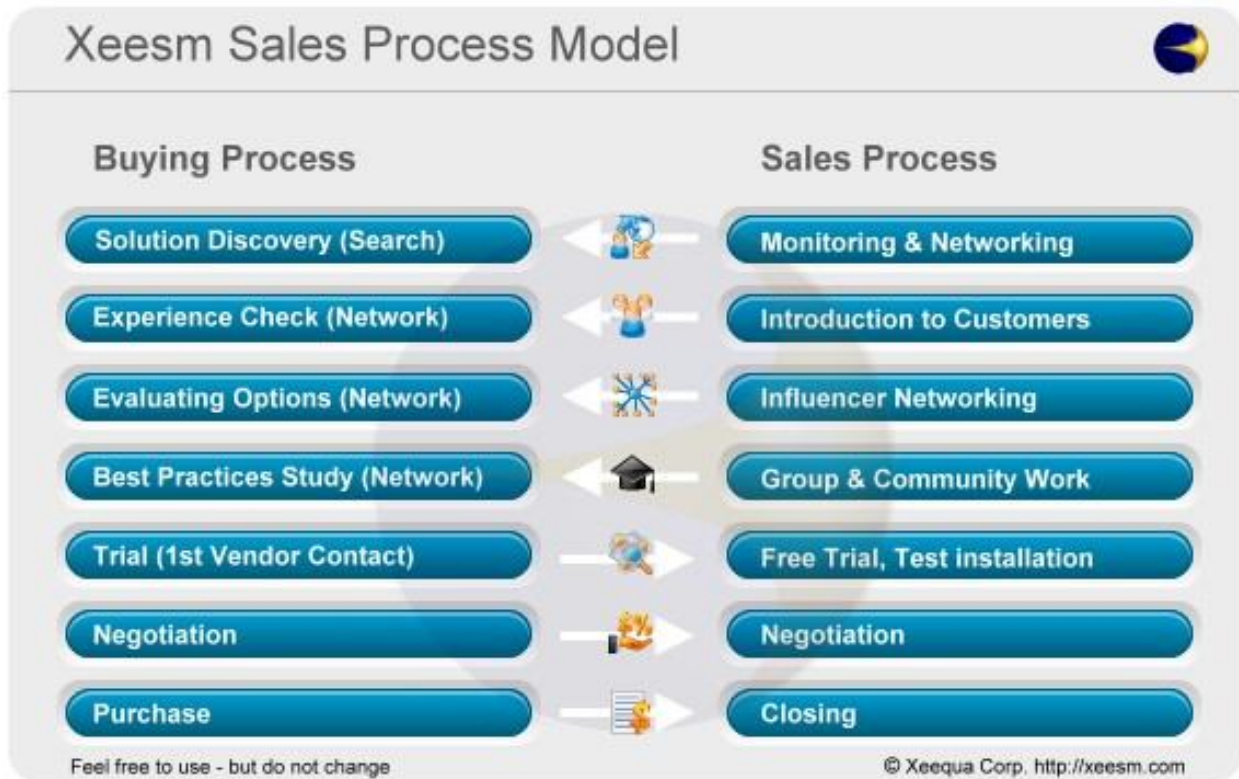 Xeesm Sales Process Model
Buying Process
Sales Process
Solution Discovery (Search)
Monitoring & Networking
Experience Check (Network)
Introduction to Customers
Evaluating Options (Network)
Influencer Networking
Best Practices Study (Network)
Group & Community Work
Trial (1st Vendor Contact)
Free Trial, Test installation
Negotiation
Negotiation
Purchase
Closing
Feel free to use - but do not change
© Xeequa Corp. http://xeesm.com